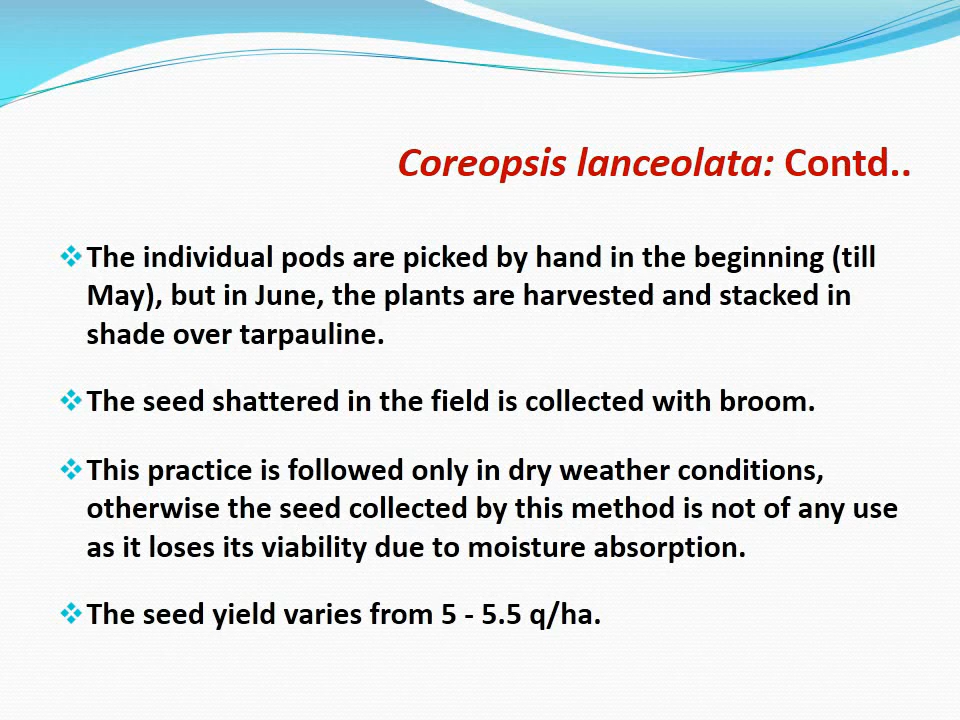 Coreopsis lanceolata: Contd..
❖The individual pods are picked by hand in the beginning (till
May), but in June, the plants are harvested and stacked in
shade over tarpauline.
❖The seed shattered in the field is collected with broom.
❖This practice is followed only in dry weather conditions,
otherwise the seed collected by this method is not of any use
as it loses its viability due to moisture absorption.
❖The seed yield varies from 5 - 5.5 q/ha.